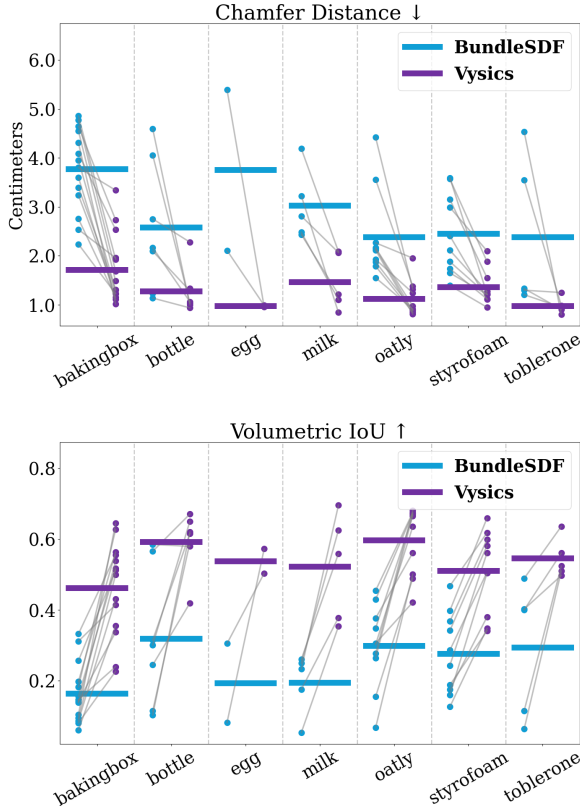 Chamfer Distance ↓
6.0
5.0
4.0
3.0
2.0
1.0
Centimeters
BundleSDF
Vysics
bakingbox
bottle
egg
milk
oatly
styrofoam
toblerone
Volumetric IoU ↑
0.8
0.6
0.4
0.2
BundleSDF
Vysics
bakingbox
bottle
egg
milk
oatly
styrofoam
toblerone